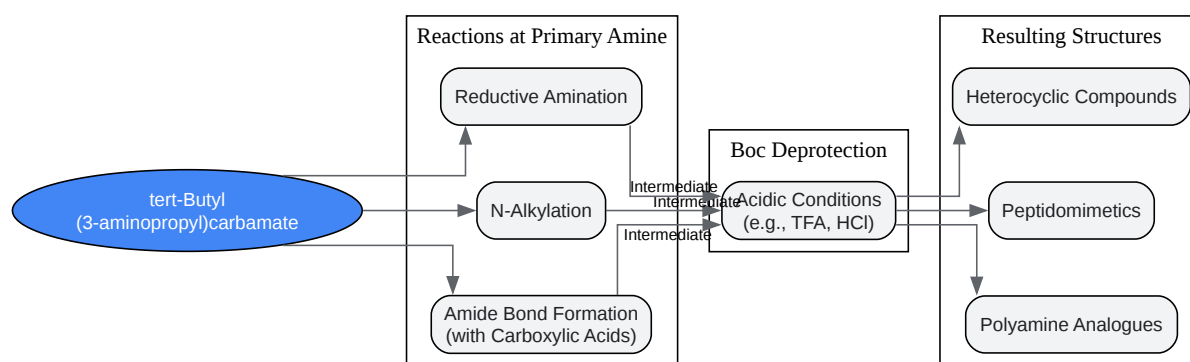 Reactions at Primary Amine
Resulting Structures
Reductive Amination
Heterocyclic Compounds
Boc Deprotection
Intermediate
tert-Butyl
(3-aminopropyl)carbamate
N-Alkylation
Intermediate
Acidic Conditions
(e.g., TFA, HCl)
Peptidomimetics
Intermediate
Amide Bond Formation
(with Carboxylic Acids)
Polyamine Analogues